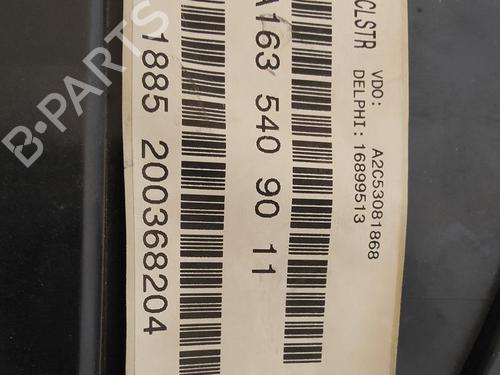 CLSTR
VDO: A2C53081868
DELPHI: 16899513
A163 540 90 11
1885 200368204
B-PARTS